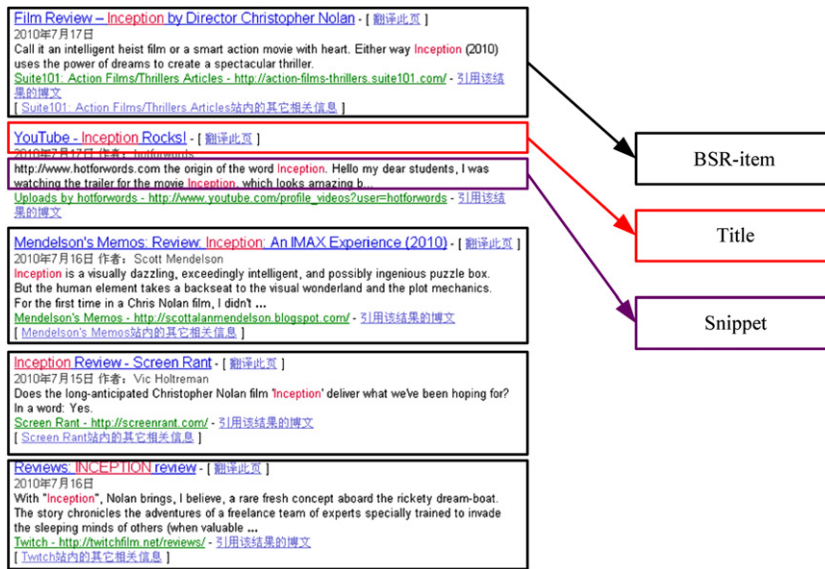 Film Review – Inception by Director Christopher Nolan - [ 翻译此页 ]
2010年7月17日
Call it an intelligent heist film or a smart action movie with heart. Either way Inception (2010)
uses the power of dreams to create a spectacular thriller.
Suite101: Action Films/Thrillers Articles - http://action-films-thrillers.suite101.com/ - 引用该结
果的博文
[ Suite101: Action Films/Thrillers Articles站内的其它相关信息 ]
YouTube - Inception Rocks! - [ 翻译此页 ]
2010年7月17日 作者：hotforwords
http://www.hotforwords.com the origin of the word Inception. Hello my dear students, I was
watching the trailer for the movie Inception, which looks amazing b...
Uploads by hotforwords - http://www.youtube.com/profile_videos?user=hotforwords - 引用该结
果的博文
Mendelson's Memos: Review: Inception: An IMAX Experience (2010) - [ 翻译此页 ]
2010年7月16日 作者：Scott Mendelson
Inception is a visually dazzling, exceedingly intelligent, and possibly ingenious puzzle box.
But the human element takes a backseat to the visual wonderland and the plot mechanics.
For the first time in a Chris Nolan film, I didn't ...
Mendelson's Memos - http://scottalanmendelson.blogspot.com/ - 引用该结果的博文
[ Mendelson's Memos站内的其它相关信息 ]
Inception Review - Screen Rant - [ 翻译此页 ]
2010年7月15日 作者：Vic Holtreman
Does the long-anticipated Christopher Nolan film 'Inception' deliver what we've been hoping for?
In a word: Yes.
Screen Rant - http://screenrant.com/ - 引用该结果的博文
[ Screen Rant站内的其它相关信息 ]
Reviews: INCEPTION review - [ 翻译此页 ]
2010年7月16日
With "Inception", Nolan brings, I believe, a rare fresh concept aboard the rickety dream-boat.
The story chronicles the adventures of a freelance team of experts specially trained to invade
the sleeping minds of others (when valuable ...
Twitch - http://twitchfilm.net/reviews/ - 引用该结果的博文
[ Twitch站内的其它相关信息 ]
BSR-item
Title
Snippet